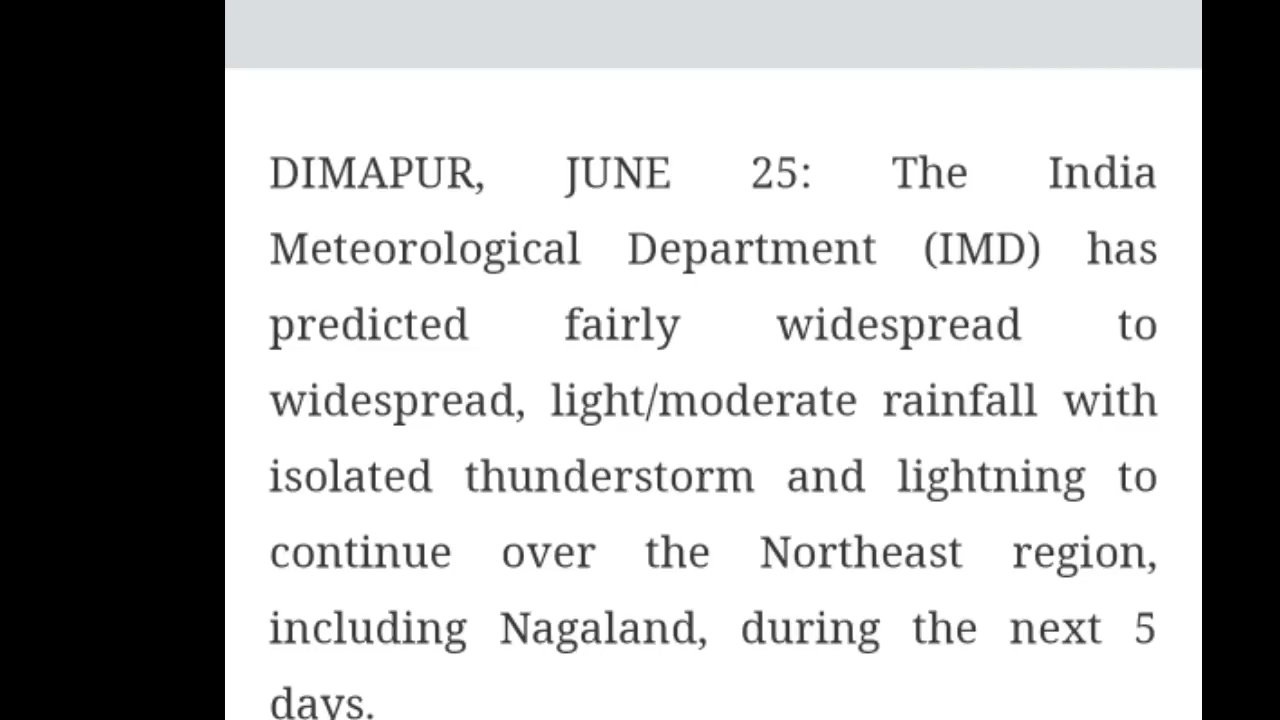 DIMAPUR, JUNE 25: The India
Meteorological Department (IMD) has
predicted fairly widespread to
widespread, light/moderate rainfall with
isolated thunderstorm and lightning to
continue over the Northeast region,
including Nagaland, during the next 5
days.